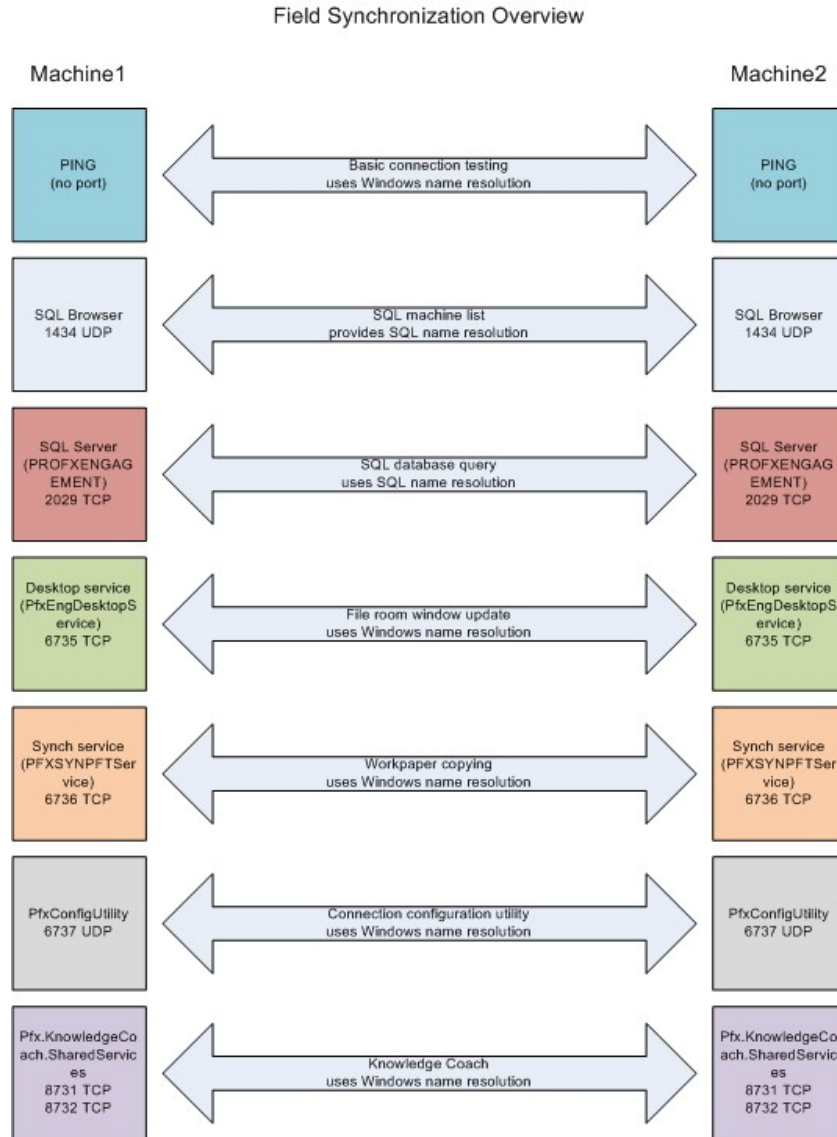 Field Synchronization Overview
Machine1
Machine2
PING
(no port)
Basic connection testing
uses Windows name resolution
PING
(no port)
SQL Browser
1434 UDP
SQL machine list
provides SQL name resolution
SQL Browser
1434 UDP
SQL Server
(PROFXENGAG
EMENT)
2029 TCP
SQL database query
uses SQL name resolution
SQL Server
(PROFXENGAG
EMENT)
2029 TCP
Desktop service
(PfxEngDesktopS
ervice)
6735 TCP
File room window update
uses Windows name resolution
Desktop service
(PfxEngDesktopS
ervice)
6735 TCP
Synch service
(PFXSYNPFTSer
vice)
6736 TCP
Workpaper copying
uses Windows name resolution
Synch service
(PFXSYNPFTSer
vice)
6736 TCP
PfxConfigUtility
6737 UDP
Connection configuration utility
uses Windows name resolution
PfxConfigUtility
6737 UDP
Pfx.KnowledgeCo
ach.SharedServic
es
8731 TCP
8732 TCP
Knowledge Coach
uses Windows name resolution
Pfx.KnowledgeCo
ach.SharedServic
es
8731 TCP
8732 TCP